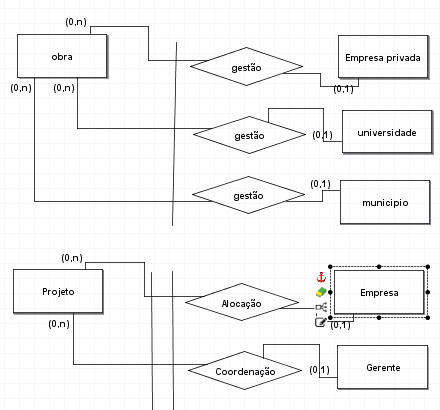 (0,n)
obra
gestão
Empresa privada
(0,n)
(0,n)
(0,1)
gestão
(0,1)
universidade
gestão
(0,1)
municipio
(0,n)
Projeto
Alocação
Empresa
(0,n)
(0,1)
Coordenação
(0,1)
Gerente